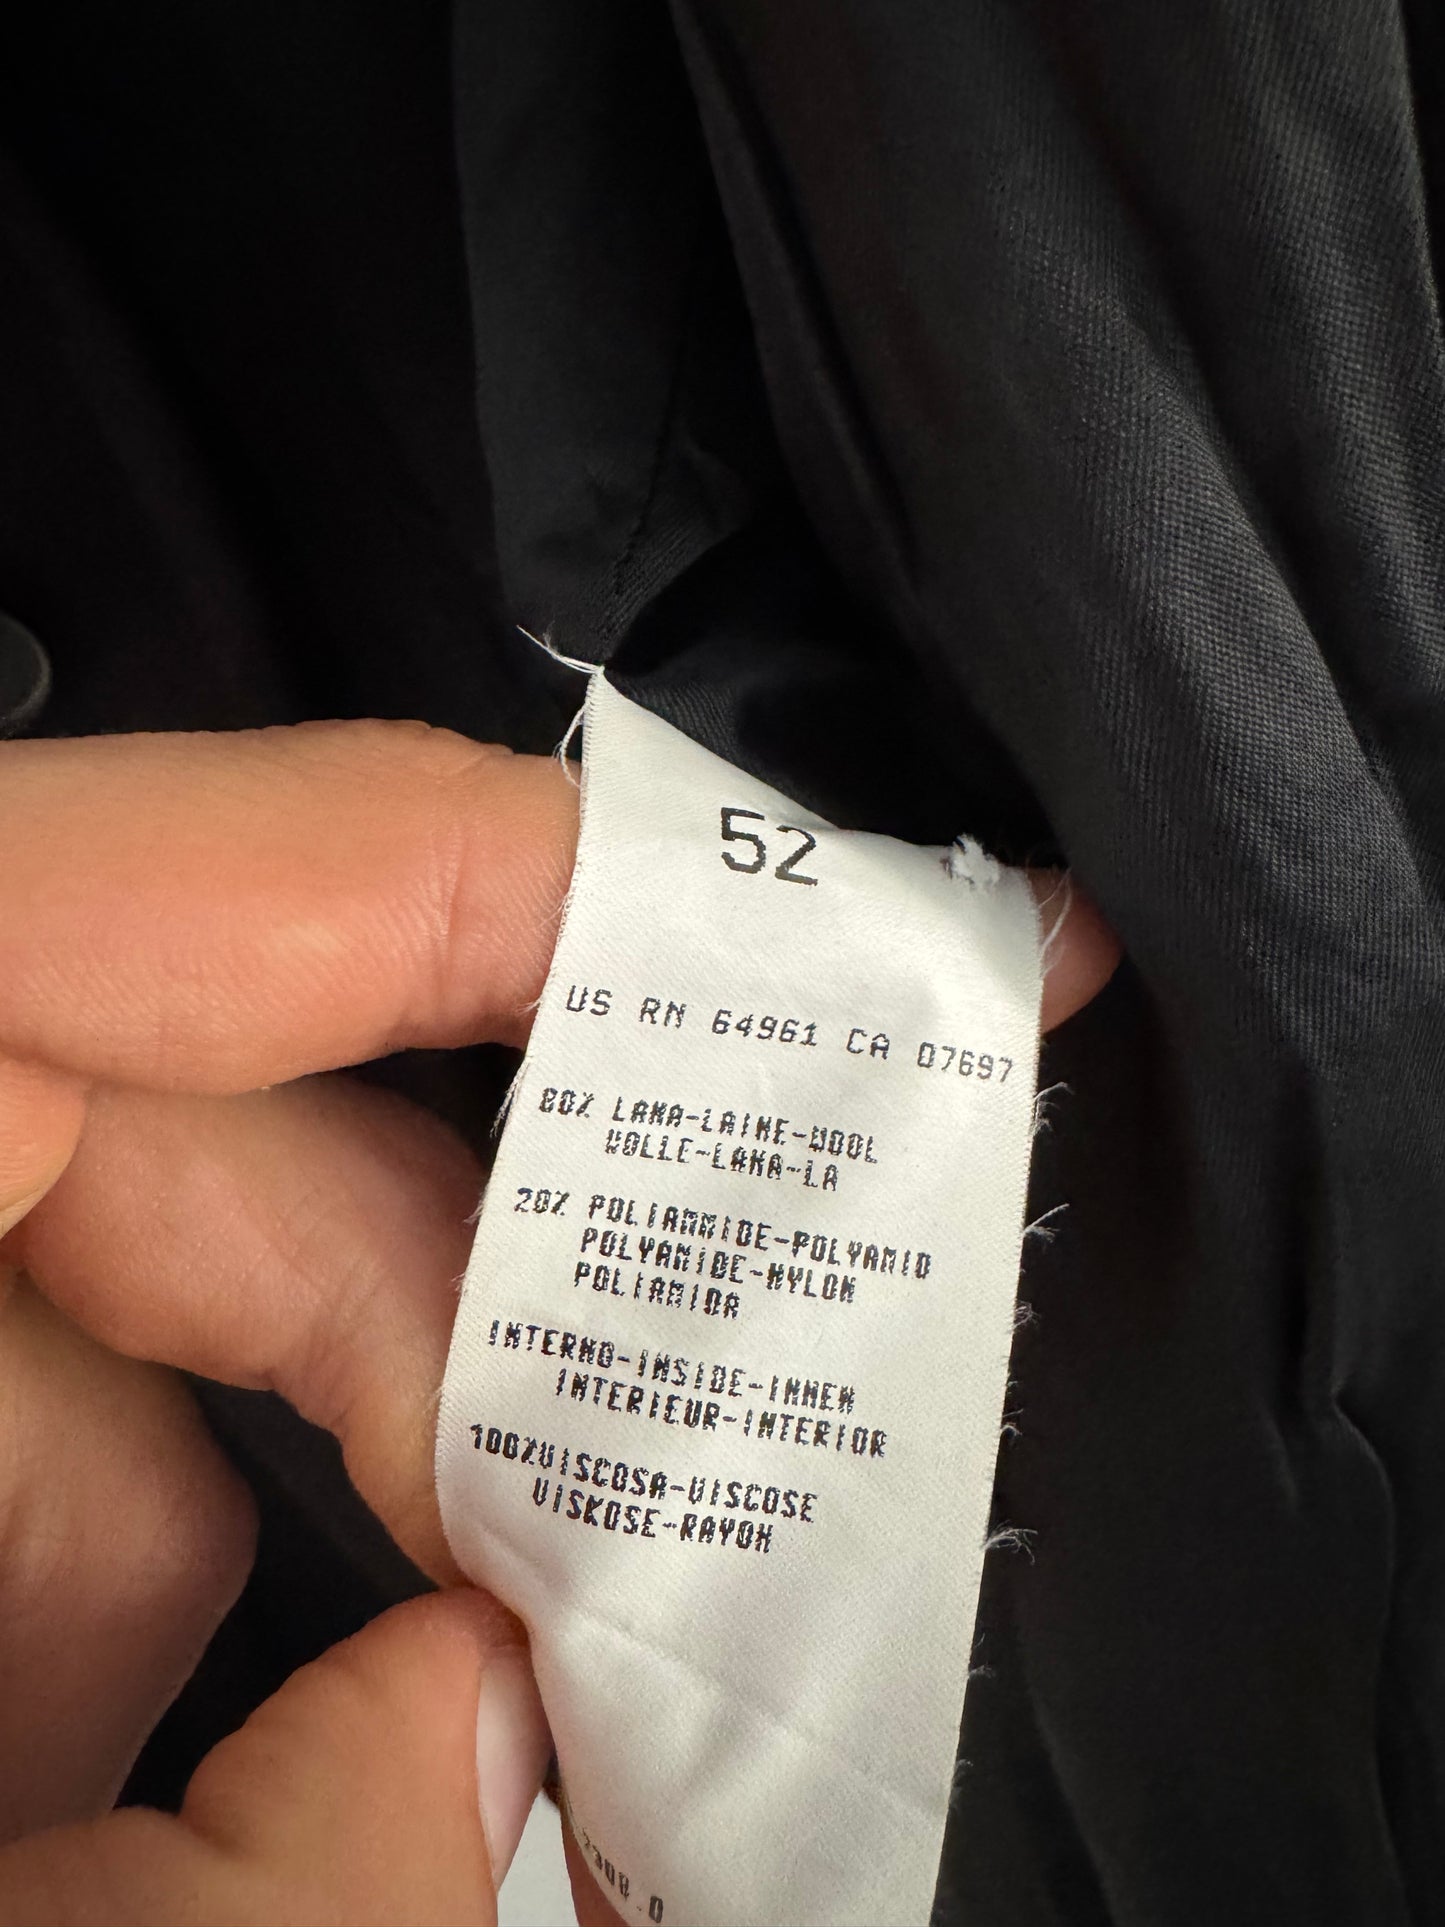 52
US RN 64961 CA 07697
80% LANA-LAINE-WOOL
WOLLE-LANA-LA
20% POLIAMMIDE-POLYAMID
POLYAMIDE-NYLON
POLIAMIDA
INTERNO-INSIDE-INNEN
INTERIEUR-INTERIOR
100%VISCOSA-VISCOSE
VISKOSE-RAYON